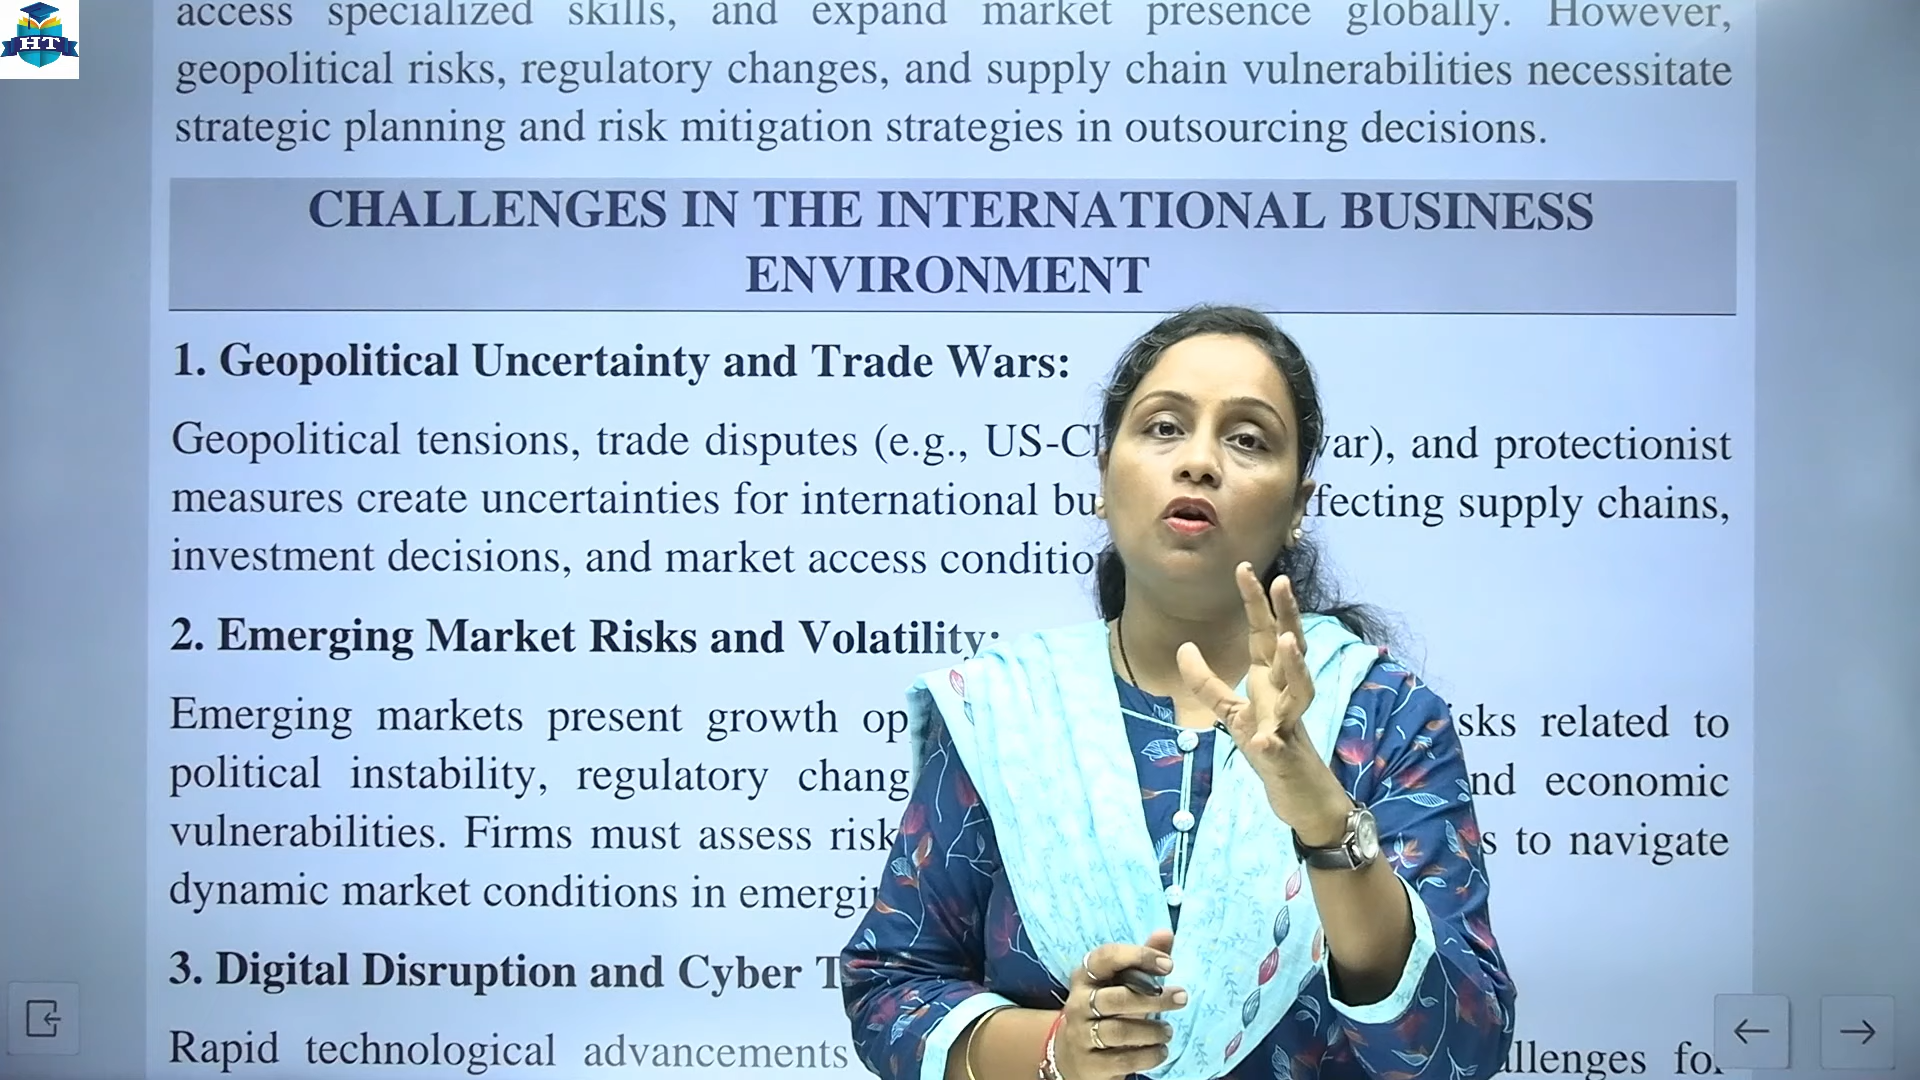 HT
access specialized skills, and expand market presence globally. However,
geopolitical risks, regulatory changes, and supply chain vulnerabilities necessitate
strategic planning and risk mitigation strategies in outsourcing decisions.
CHALLENGES IN THE INTERNATIONAL BUSINESS
ENVIRONMENT
1. Geopolitical Uncertainty and Trade Wars:
Geopolitical tensions, trade disputes (e.g., US-Ch war), and protectionist
measures create uncertainties for international bu ffecting supply chains,
investment decisions, and market access conditio
2. Emerging Market Risks and Volatility:
Emerging markets present growth op isks related to
political instability, regulatory chang nd economic
vulnerabilities. Firms must assess risk s to navigate
dynamic market conditions in emergin
3. Digital Disruption and Cyber T
Rapid technological advancements allenges for